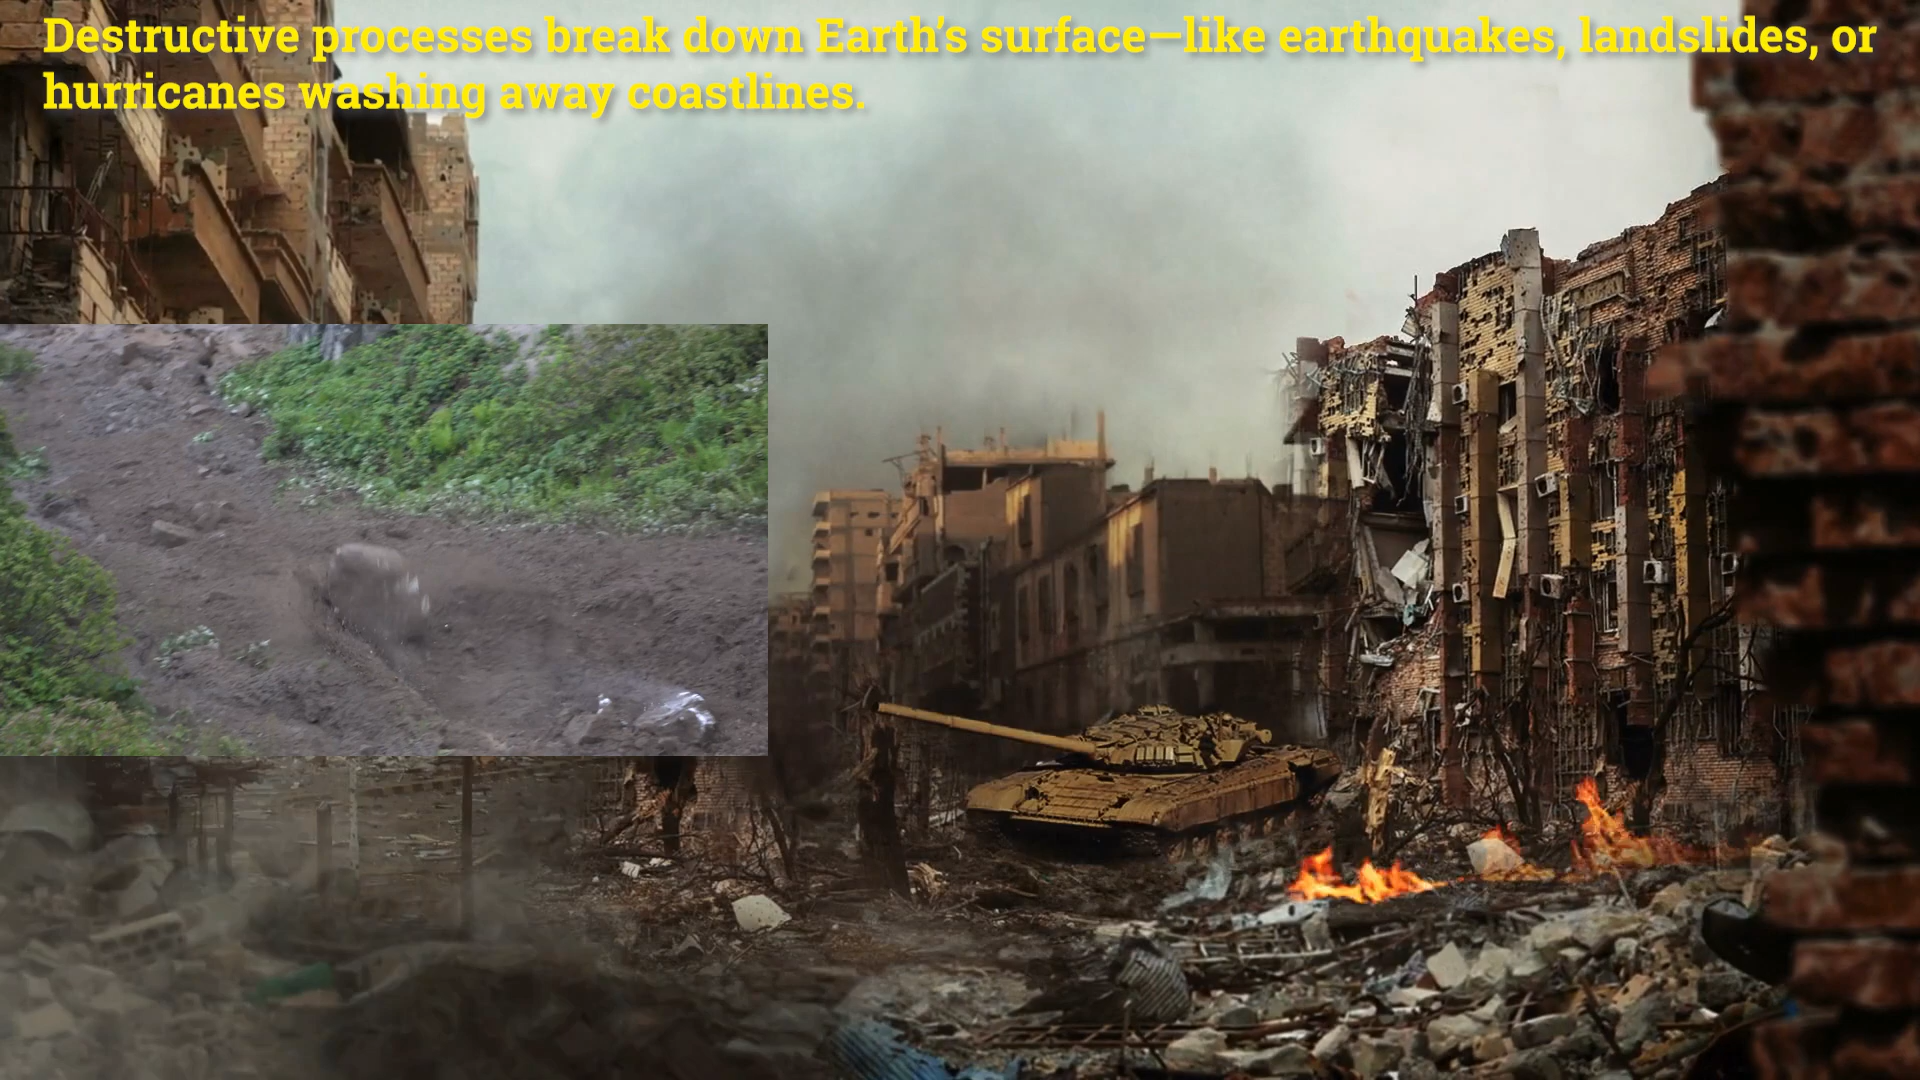 Destructive processes break down Earth’s surface—like earthquakes, landslides, or
hurricanes washing away coastlines.